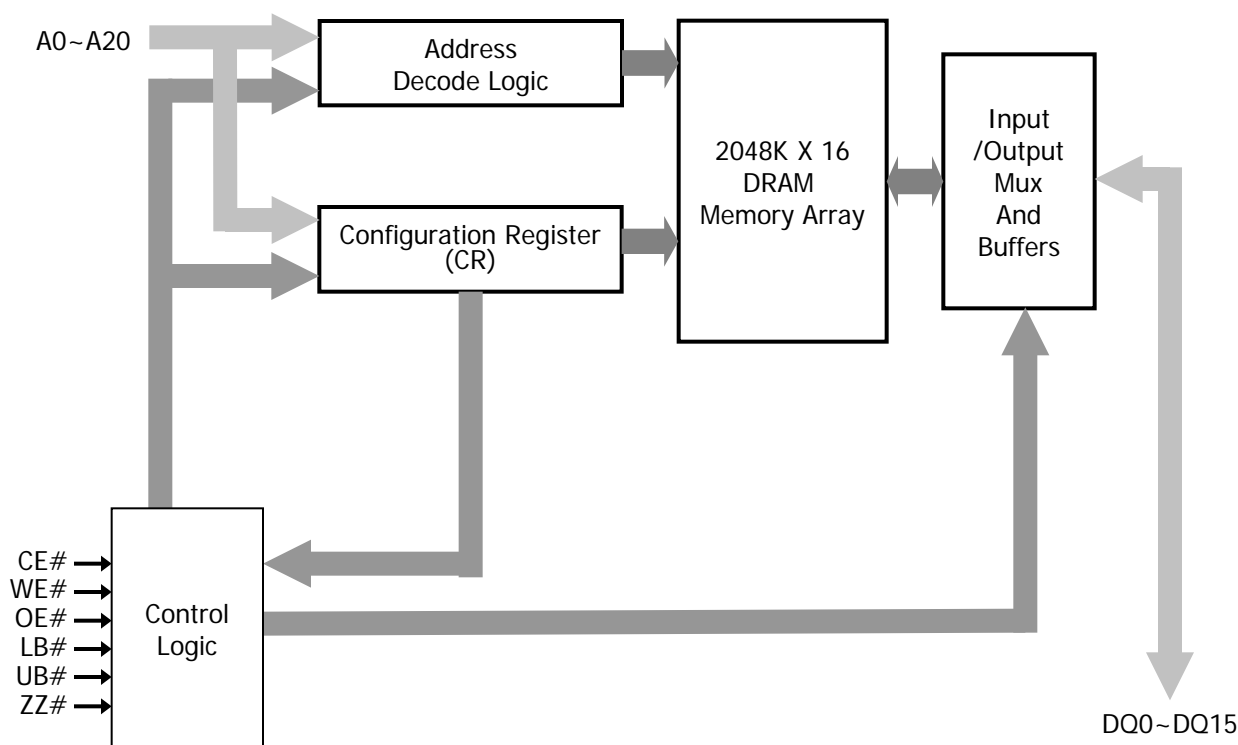 A0~A20
Address
Decode Logic
2048K X 16
DRAM
Memory Array
Input
/Output
Mux
And
Buffers
Configuration Register
(CR)
CE#
WE#
OE#
LB#
UB#
ZZ#
Control
Logic
DQ0~DQ15